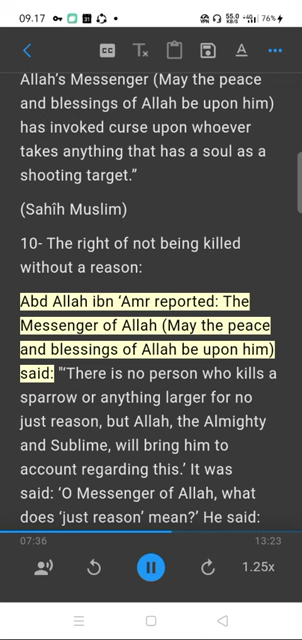 09.17
31
55.0
KB/S
4G
76%
CC
A
Allah's Messenger (May the peace
and blessings of Allah be upon him)
has invoked curse upon whoever
takes anything that has a soul as a
shooting target.”
(Sahîh Muslim)
10- The right of not being killed
without a reason:
Abd Allah ibn ‘Amr reported: The
Messenger of Allah (May the peace
and blessings of Allah be upon him)
said: "‘There is no person who kills a
sparrow or anything larger for no
just reason, but Allah, the Almighty
and Sublime, will bring him to
account regarding this.’ It was
said: ‘O Messenger of Allah, what
does ‘just reason’ mean?’ He said:
07:36
13:23
1.25x